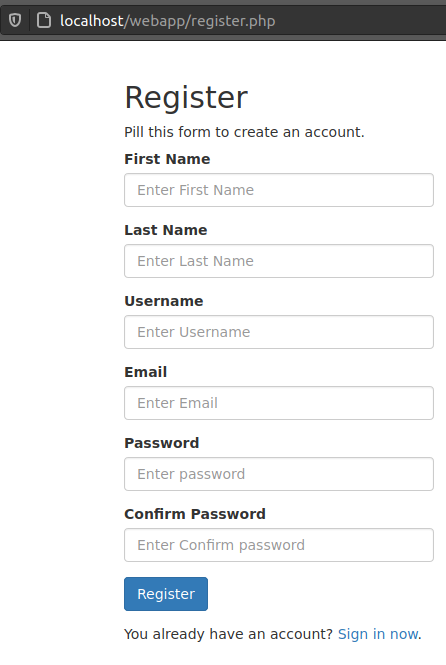 localhost/webapp/register.php
Register
Pill this form to create an account.
First Name
Enter First Name
Last Name
Enter Last Name
Username
Enter Username
Email
Enter Email
Password
Enter password
Confirm Password
Enter Confirm password
Register
You already have an account? Sign in now.